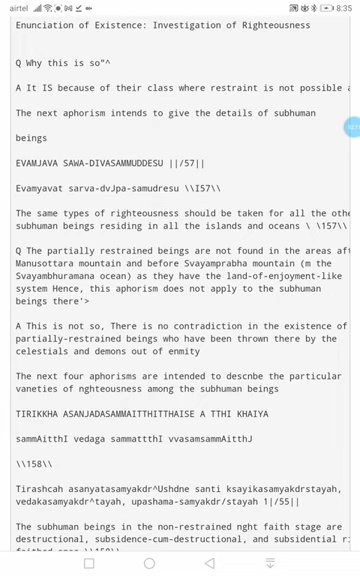 airtel 8:35
Enunciation of Existence: Investigation of Righteousness
Q Why this is so"^
A It IS because of their class where restraint is not possible a
The next aphorism intends to give the details of subhuman
beings
EVAMJAVA SAWA-DIVASAMMUDDESU ||/57||
Evamyavat sarva-dvJpa-samudresu \\I57\\
The same types of righteousness should be taken for all the othe
subhuman beings residing in all the islands and oceans \ \157\\
Q The partially restrained beings are not found in the areas aft
Manusottara mountain and before Svayamprabha mountain (m the
Svayambhuramana ocean) as they have the land-of-enjoyment-like
system Hence, this aphorism does not apply to the subhuman
beings there'>
A This is not so, There is no contradiction in the existence of
partially-restrained beings who have been thrown there by the
celestials and demons out of enmity
The next four aphorisms are intended to descnbe the particular
vaneties of nghteousness among the subhuman beings
TIRIKKHA ASANJADASAMMAITTHITTHAISE A TTHI KHAIYA
sammAitthI vedaga sammattthI vvasamsammAitthJ
\\158\\
Tirashcah asanyatasamyakdr^Ushdne santi ksayikasamyakdrstayah,
vedakasamyakdr^tayah, upashama-samyakdr/stayah 1|/55||
The subhuman beings in the non-restrained nght faith stage are
destructional, subsidence-cum-destructional, and subsidential ri
faithed ones \\158\\